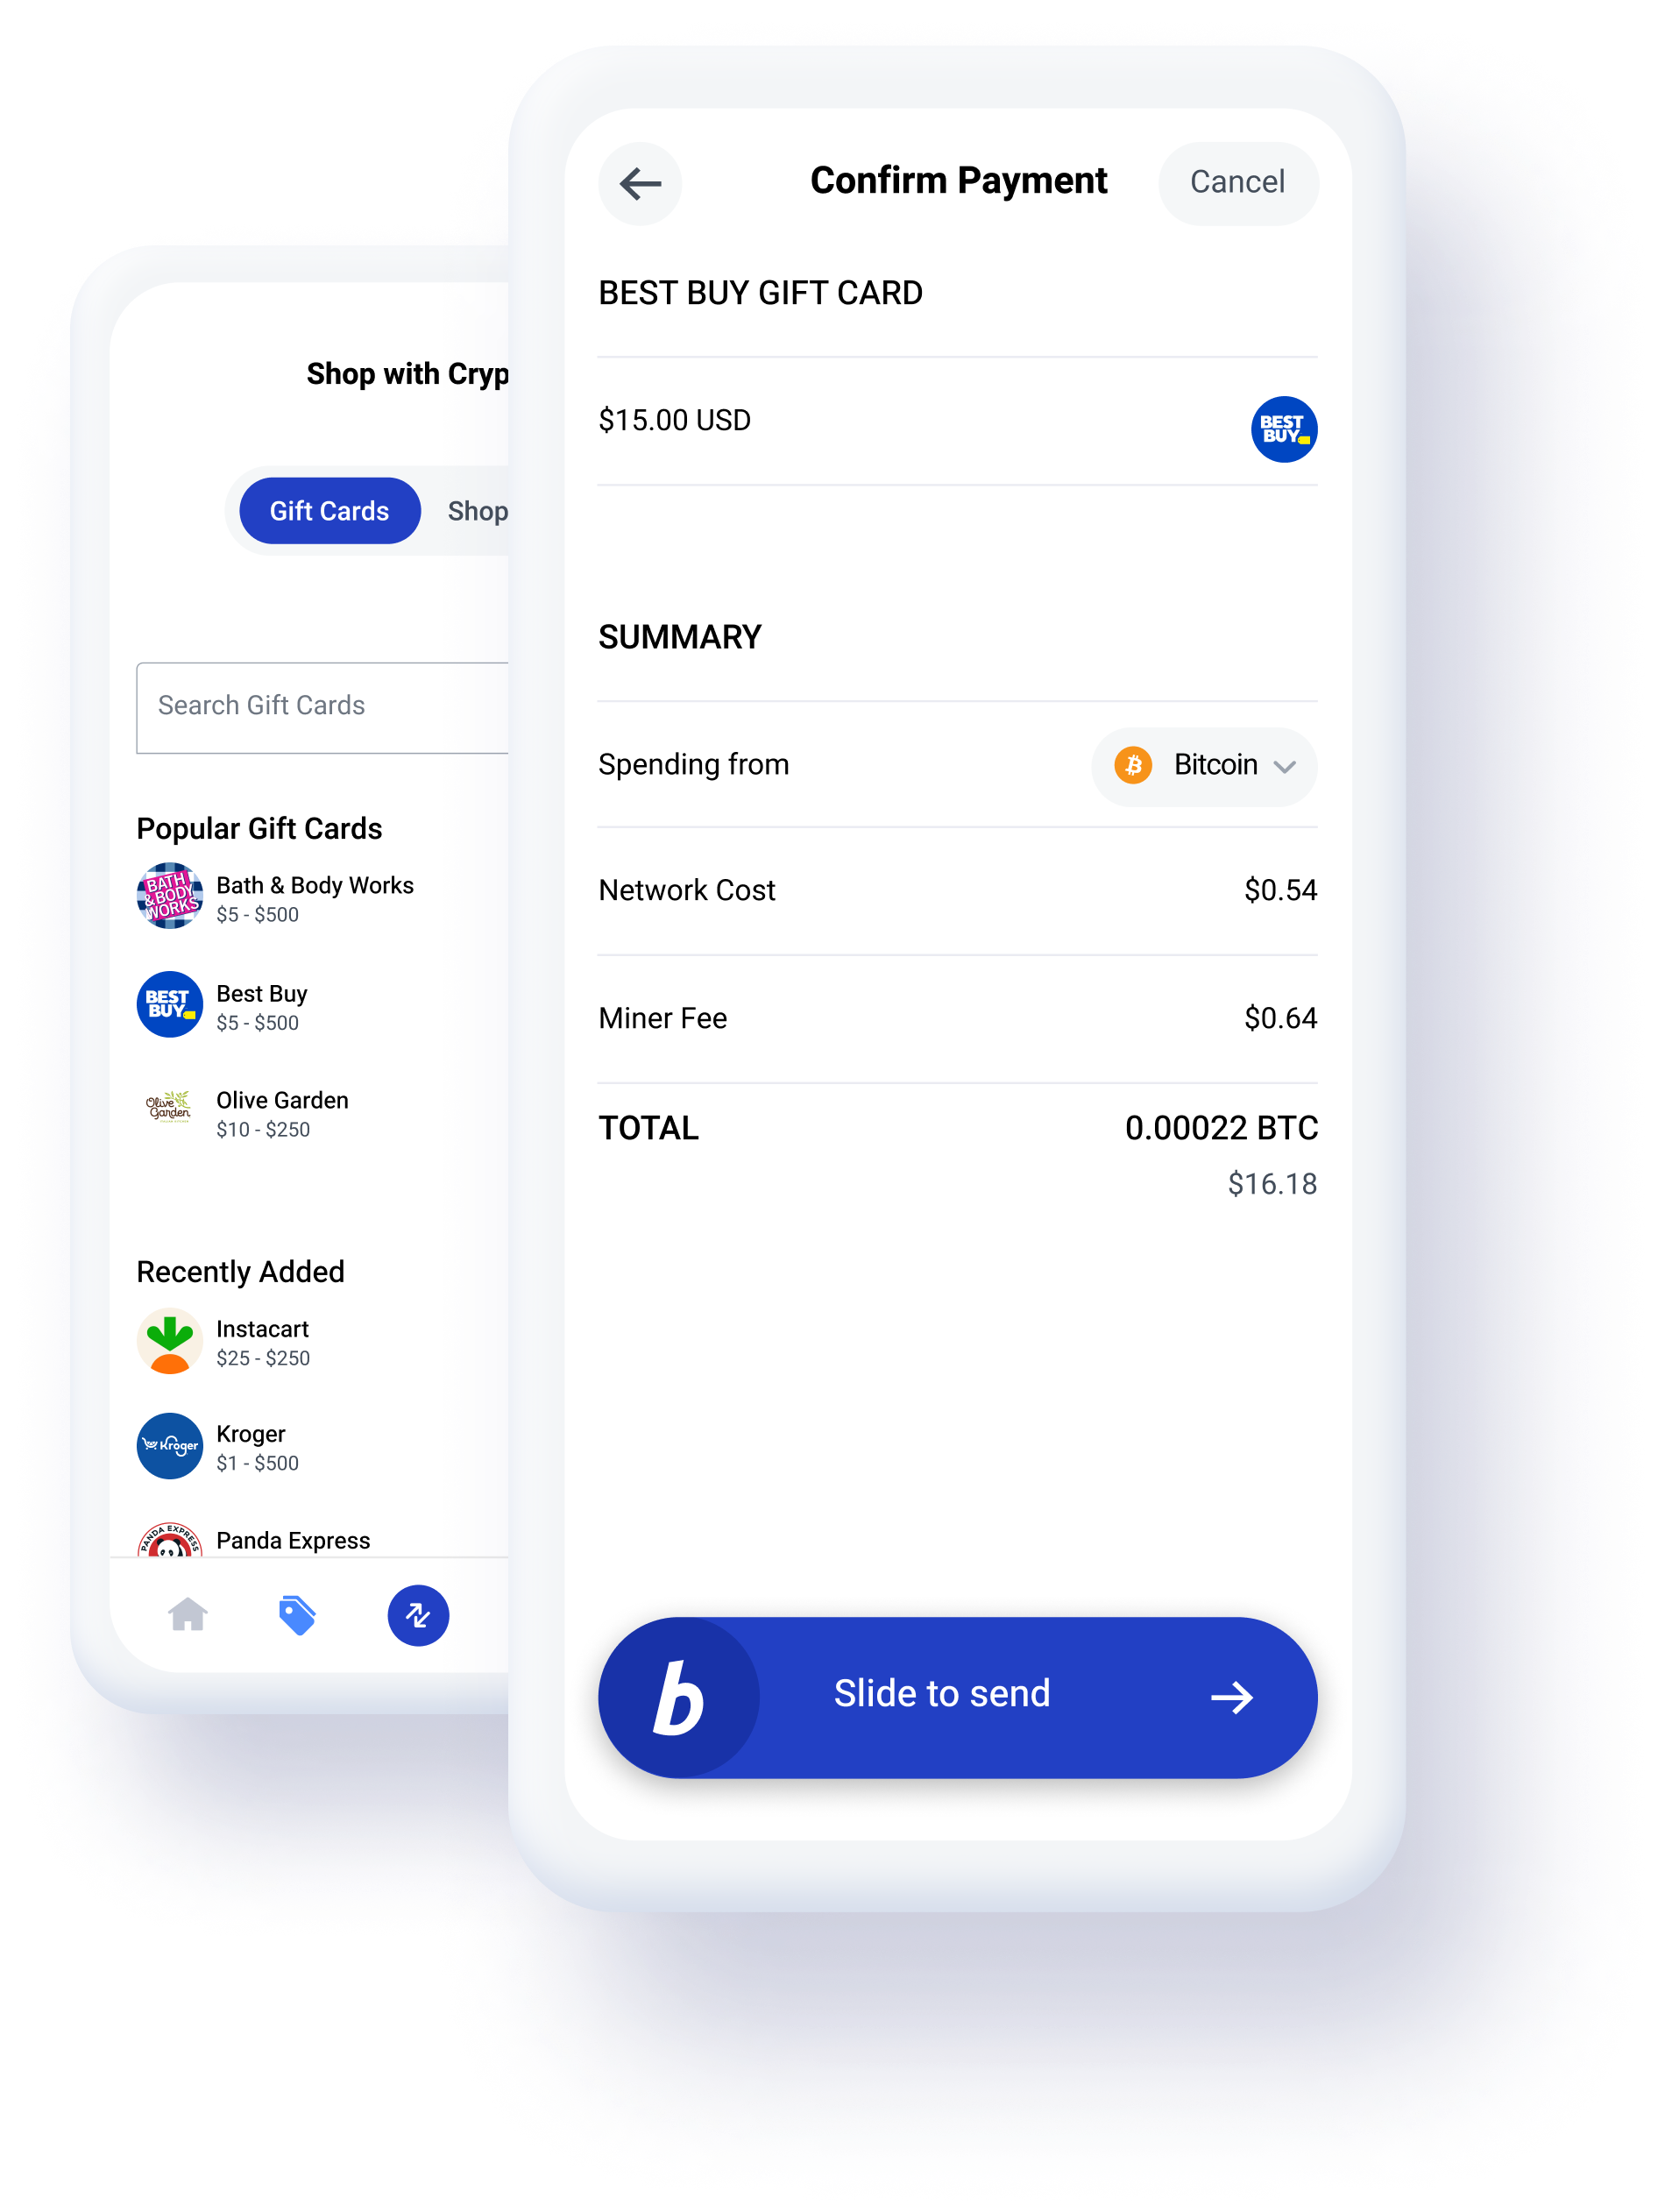 Shop with Cryp
Gift Cards
Shop
Search Gift Cards
Popular Gift Cards
BATH
& BODY
WORKS
Bath & Body Works
$5 - $500
BEST
BUY
Best Buy
$5 - $500
Olive
Garden
Olive Garden
$10 - $250
Recently Added
Instacart
$25 - $250
Kroger
Kroger
$1 - $500
PANDA EXPRESS
Panda Express
Confirm Payment
Cancel
BEST BUY GIFT CARD
$15.00 USD
BEST
BUY
SUMMARY
Spending from
Bitcoin
Network Cost
$0.54
Miner Fee
$0.64
TOTAL
0.00022 BTC
$16.18
b
Slide to send